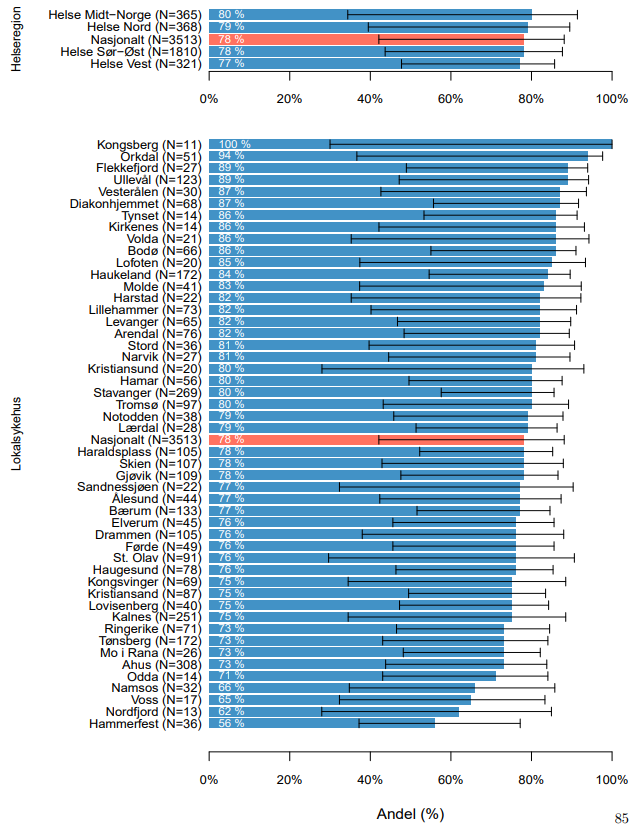 Helseregion
Helse Midt−Norge (N=365) 80 %
Helse Nord (N=368) 79 %
Nasjonalt (N=3513) 78 %
Helse Sør−Øst (N=1810) 78 %
Helse Vest (N=321) 77 %
0% 20% 40% 60% 80% 100%
Lokalsykehus
Kongsberg (N=11) 100 %
Orkdal (N=51) 94 %
Flekkefjord (N=27) 89 %
Ullevål (N=123) 89 %
Vesterålen (N=30) 87 %
Diakonhjemmet (N=68) 87 %
Tynset (N=14) 86 %
Kirkenes (N=14) 86 %
Volda (N=21) 86 %
Bodø (N=66) 86 %
Lofoten (N=20) 85 %
Haukeland (N=172) 84 %
Molde (N=41) 83 %
Harstad (N=22) 82 %
Lillehammer (N=73) 82 %
Levanger (N=65) 82 %
Arendal (N=76) 82 %
Stord (N=36) 81 %
Narvik (N=27) 81 %
Kristiansund (N=20) 80 %
Hamar (N=56) 80 %
Stavanger (N=269) 80 %
Tromsø (N=97) 80 %
Notodden (N=38) 79 %
Lærdal (N=28) 79 %
Nasjonalt (N=3513) 78 %
Haraldsplass (N=105) 78 %
Skien (N=107) 78 %
Gjøvik (N=109) 78 %
Sandnessjøen (N=22) 77 %
Ålesund (N=44) 77 %
Bærum (N=133) 77 %
Elverum (N=45) 76 %
Drammen (N=105) 76 %
Førde (N=49) 76 %
St. Olav (N=91) 76 %
Haugesund (N=78) 76 %
Kongsvinger (N=69) 75 %
Kristiansand (N=87) 75 %
Lovisenberg (N=40) 75 %
Kalnes (N=251) 75 %
Ringerike (N=71) 73 %
Tønsberg (N=172) 73 %
Mo i Rana (N=26) 73 %
Ahus (N=308) 73 %
Odda (N=14) 71 %
Namsos (N=32) 66 %
Voss (N=17) 65 %
Nordfjord (N=13) 62 %
Hammerfest (N=36) 56 %
0% 20% 40% 60% 80% 100%
Andel (%)
85